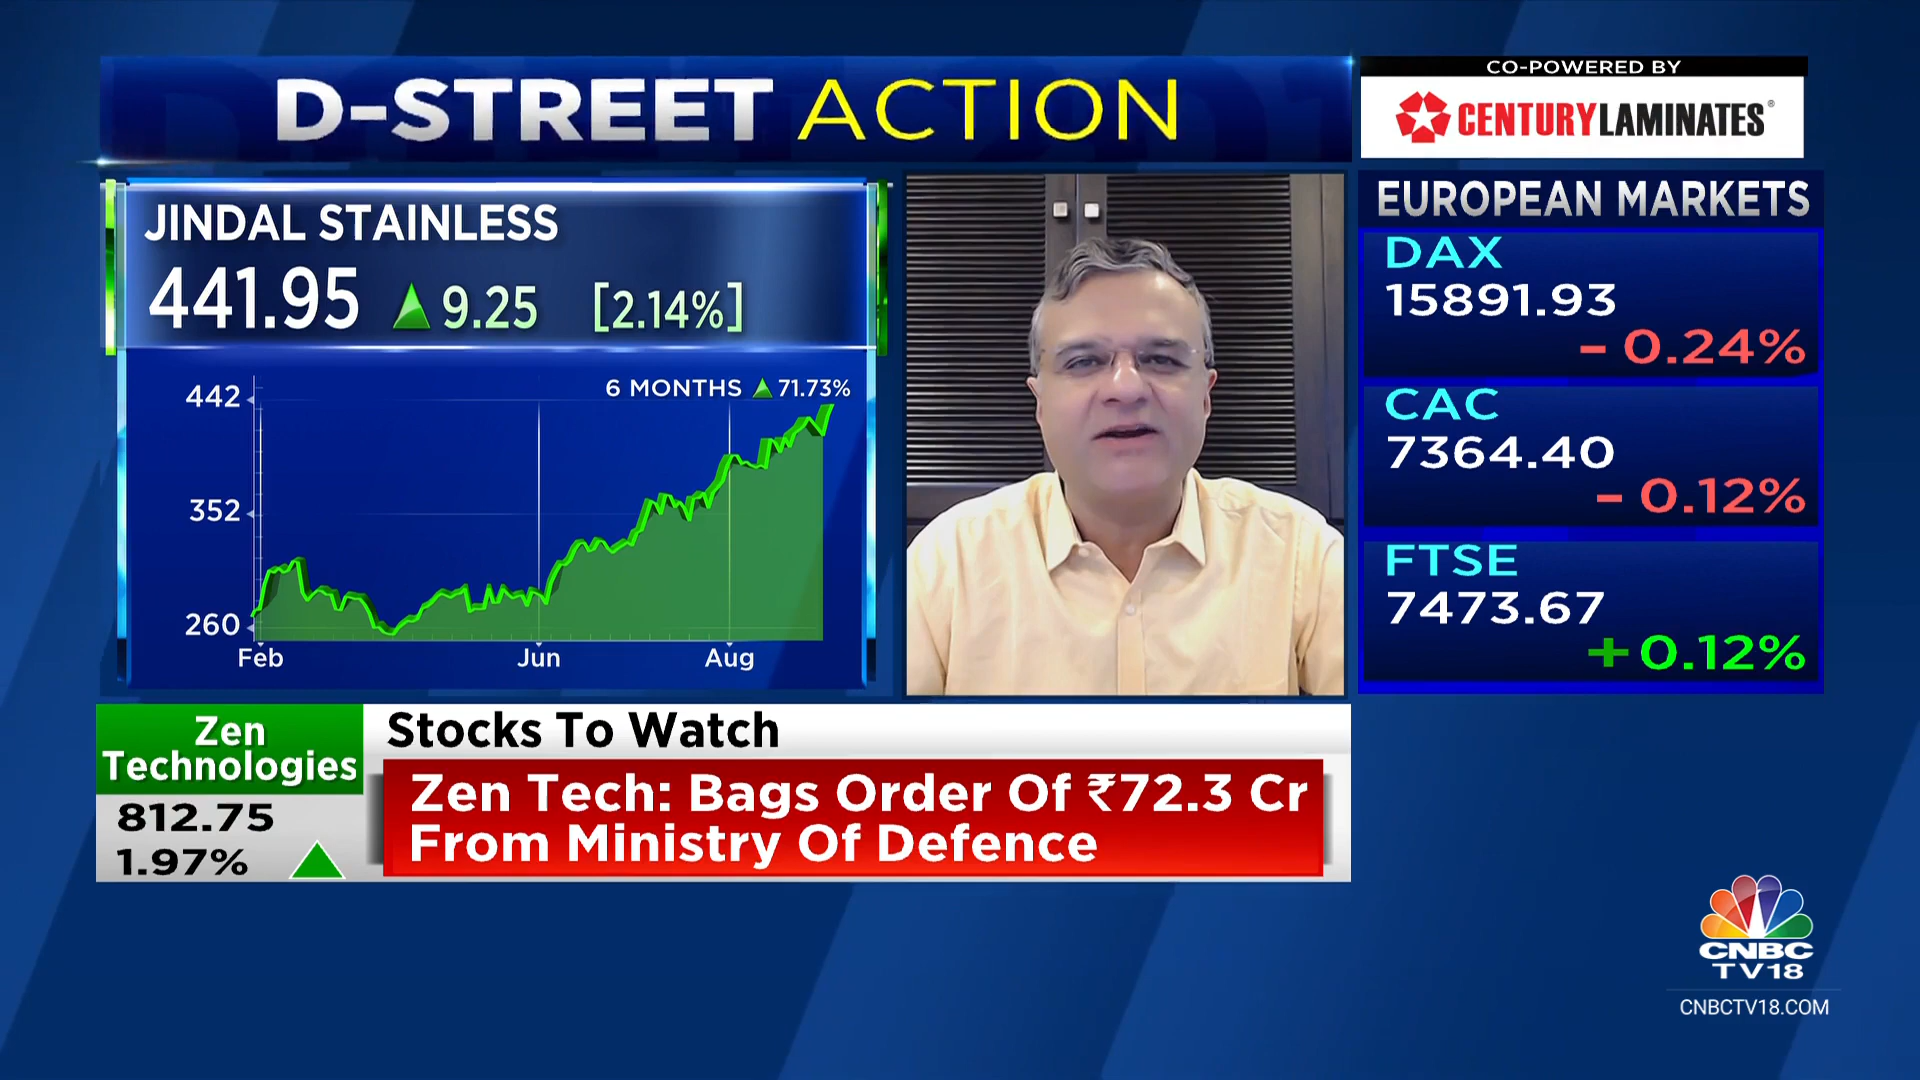 D-STREET ACTION
CO-POWERED BY
CENTURYLAMINATES®
JINDAL STAINLESS
441.95 ▲ 9.25 [2.14%]
6 MONTHS ▲ 71.73%
442
352
260
Feb Jun Aug
EUROPEAN MARKETS
DAX
15891.93
- 0.24%
CAC
7364.40
- 0.12%
FTSE
7473.67
+ 0.12%
Zen
Technologies
812.75
1.97% ▲
Stocks To Watch
Zen Tech: Bags Order Of ₹72.3 Cr
From Ministry Of Defence
CNBC
TV18
CNBCTV18.COM